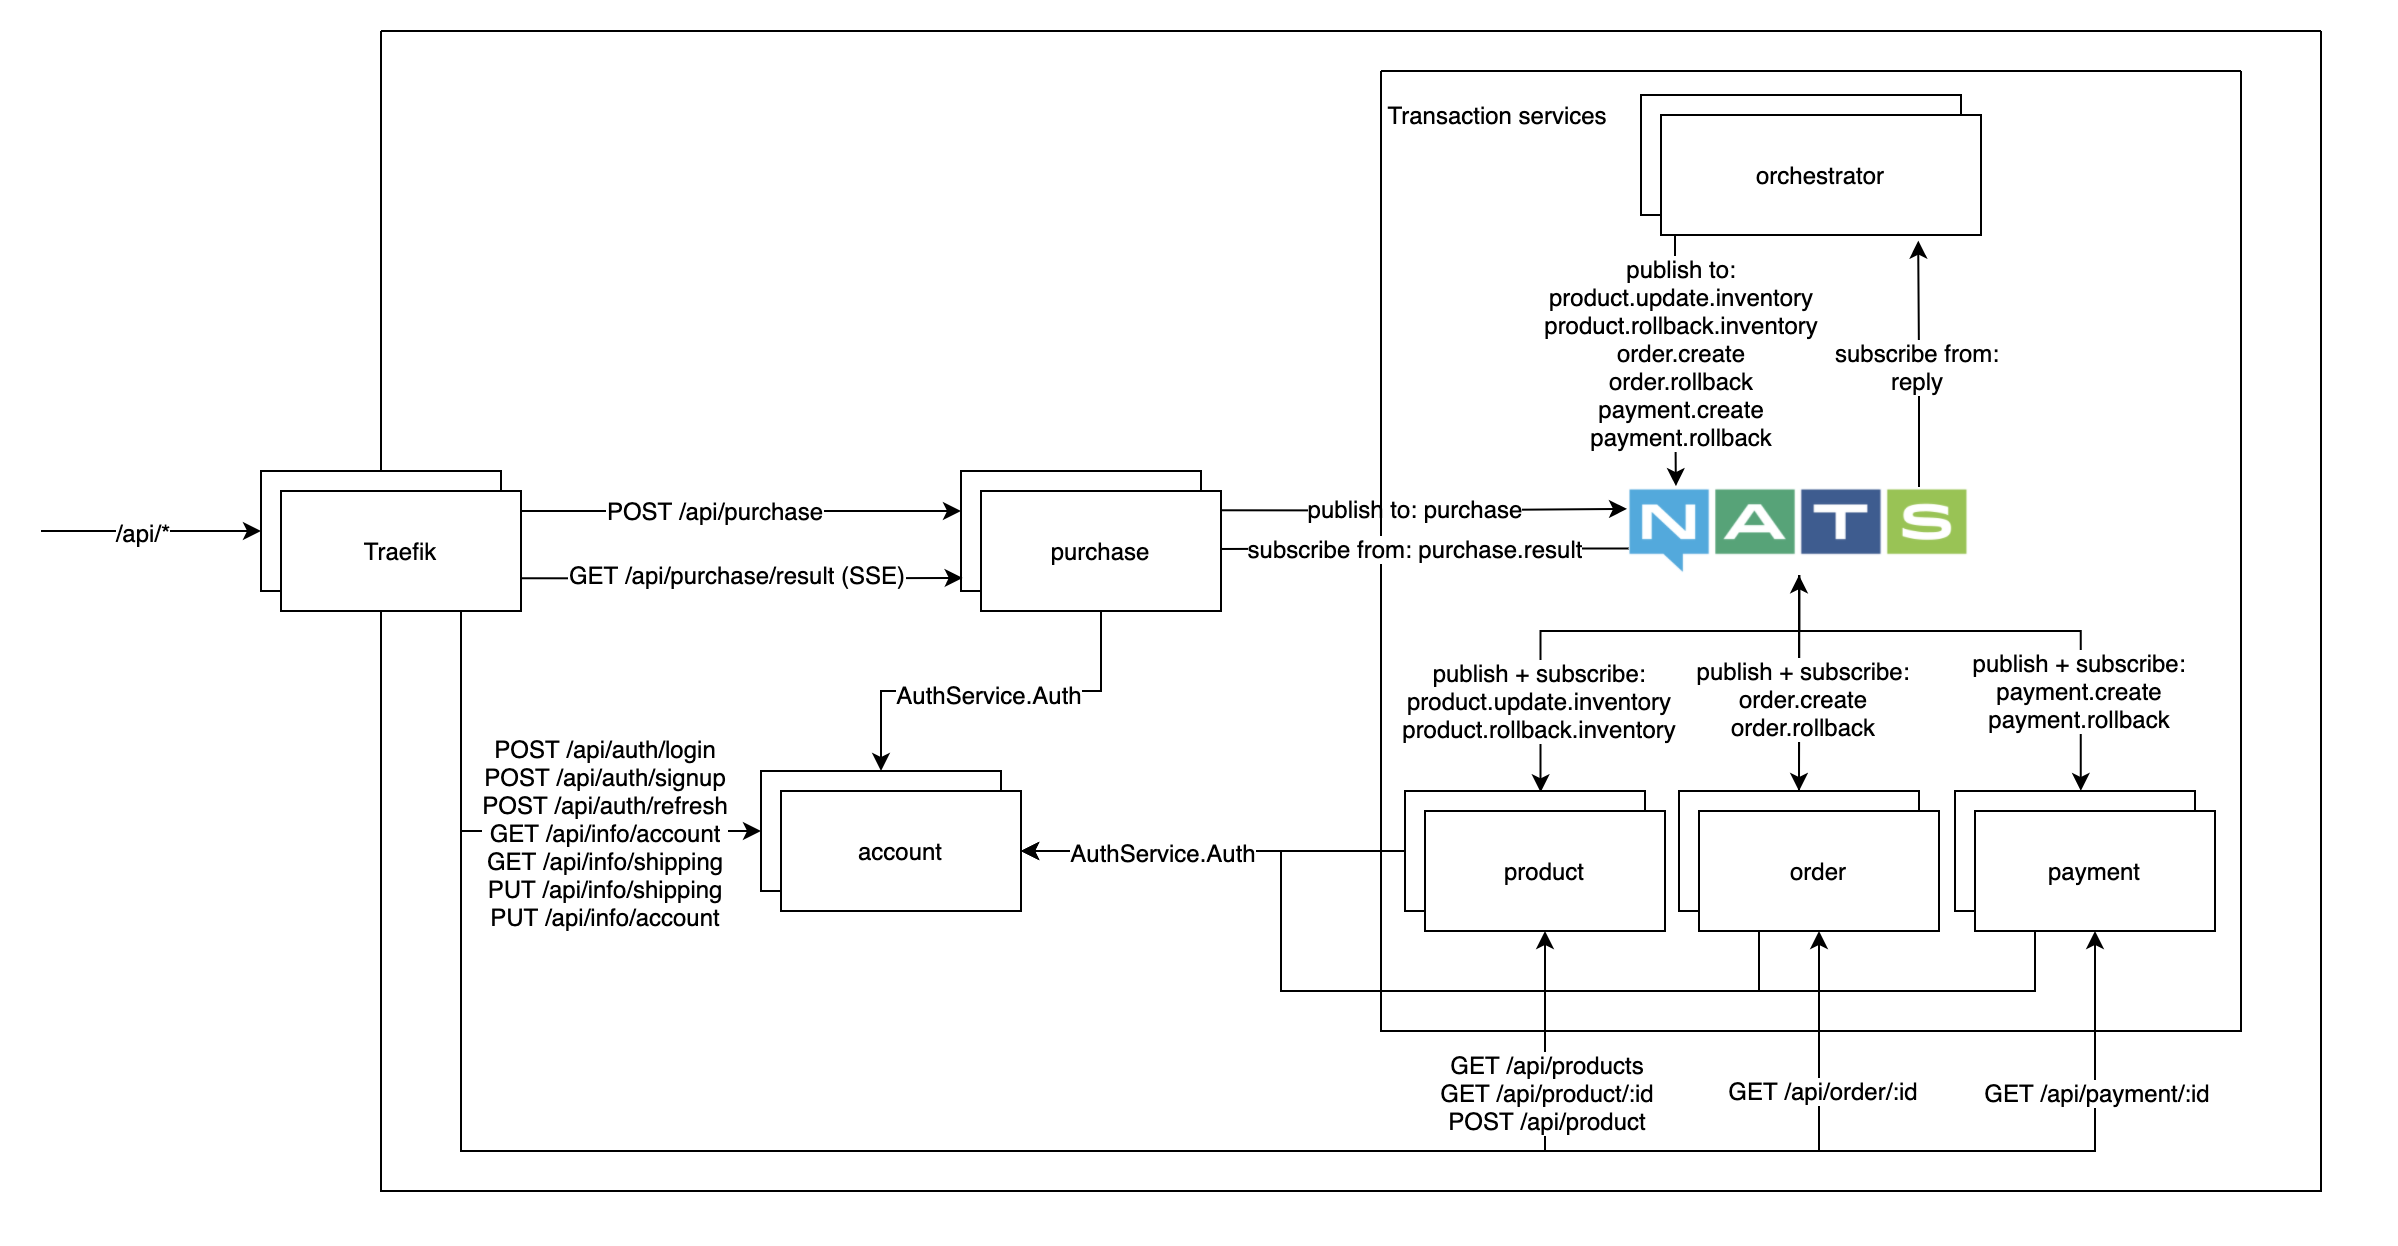 Transaction services
orchestrator
publish to:
product.update.inventory
product.rollback.inventory
order.create
order.rollback
payment.create
payment.rollback
subscribe from:
reply
/api/*
Traefik
POST /api/purchase
GET /api/purchase/result (SSE)
purchase
publish to: purchase
subscribe from: purchase.result
NATS
AuthService.Auth
publish + subscribe:
product.update.inventory
product.rollback.inventory
publish + subscribe:
order.create
order.rollback
publish + subscribe:
payment.create
payment.rollback
POST /api/auth/login
POST /api/auth/signup
POST /api/auth/refresh
GET /api/info/account
GET /api/info/shipping
PUT /api/info/shipping
PUT /api/info/account
account
AuthService.Auth
product
order
payment
GET /api/products
GET /api/product/:id
POST /api/product
GET /api/order/:id
GET /api/payment/:id